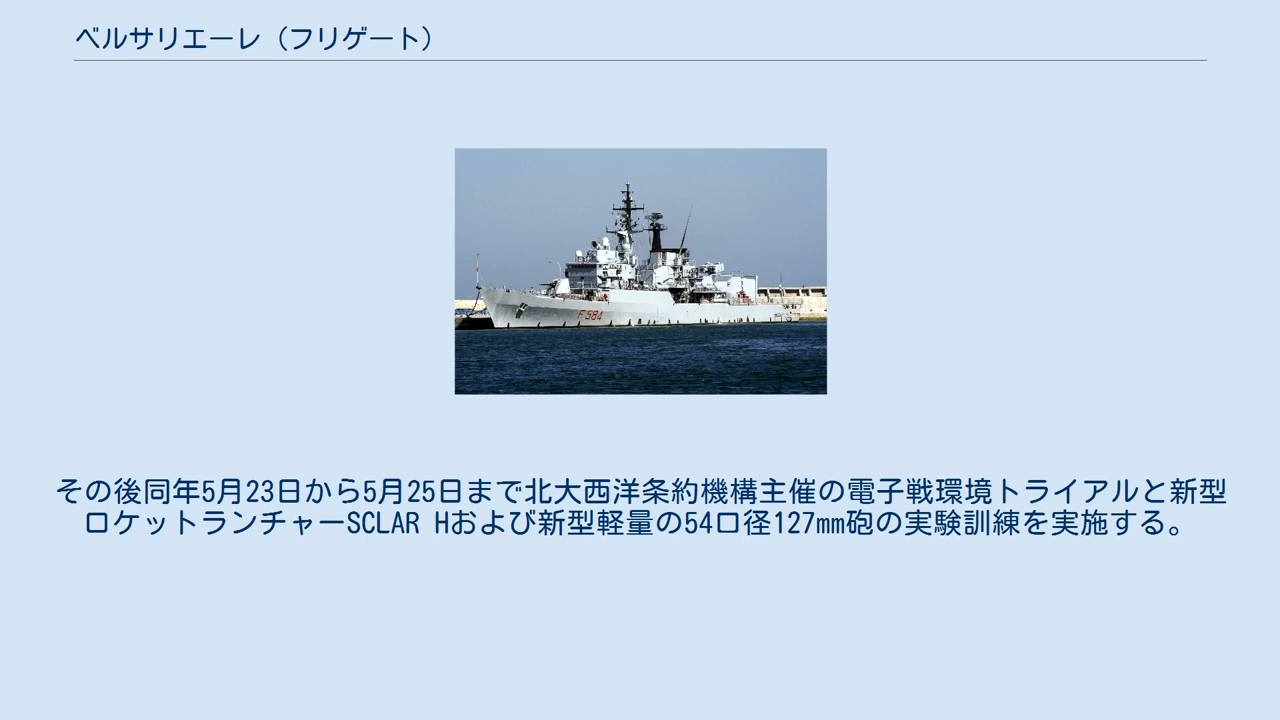 ベルサリエーレ（フリゲート）
F 584
その後同年5月23日から5月25日まで北大西洋条約機構主催の電子戦環境トライアルと新型
ロケットランチャーSCLAR Hおよび新型軽量の54口径127mm砲の実験訓練を実施する。